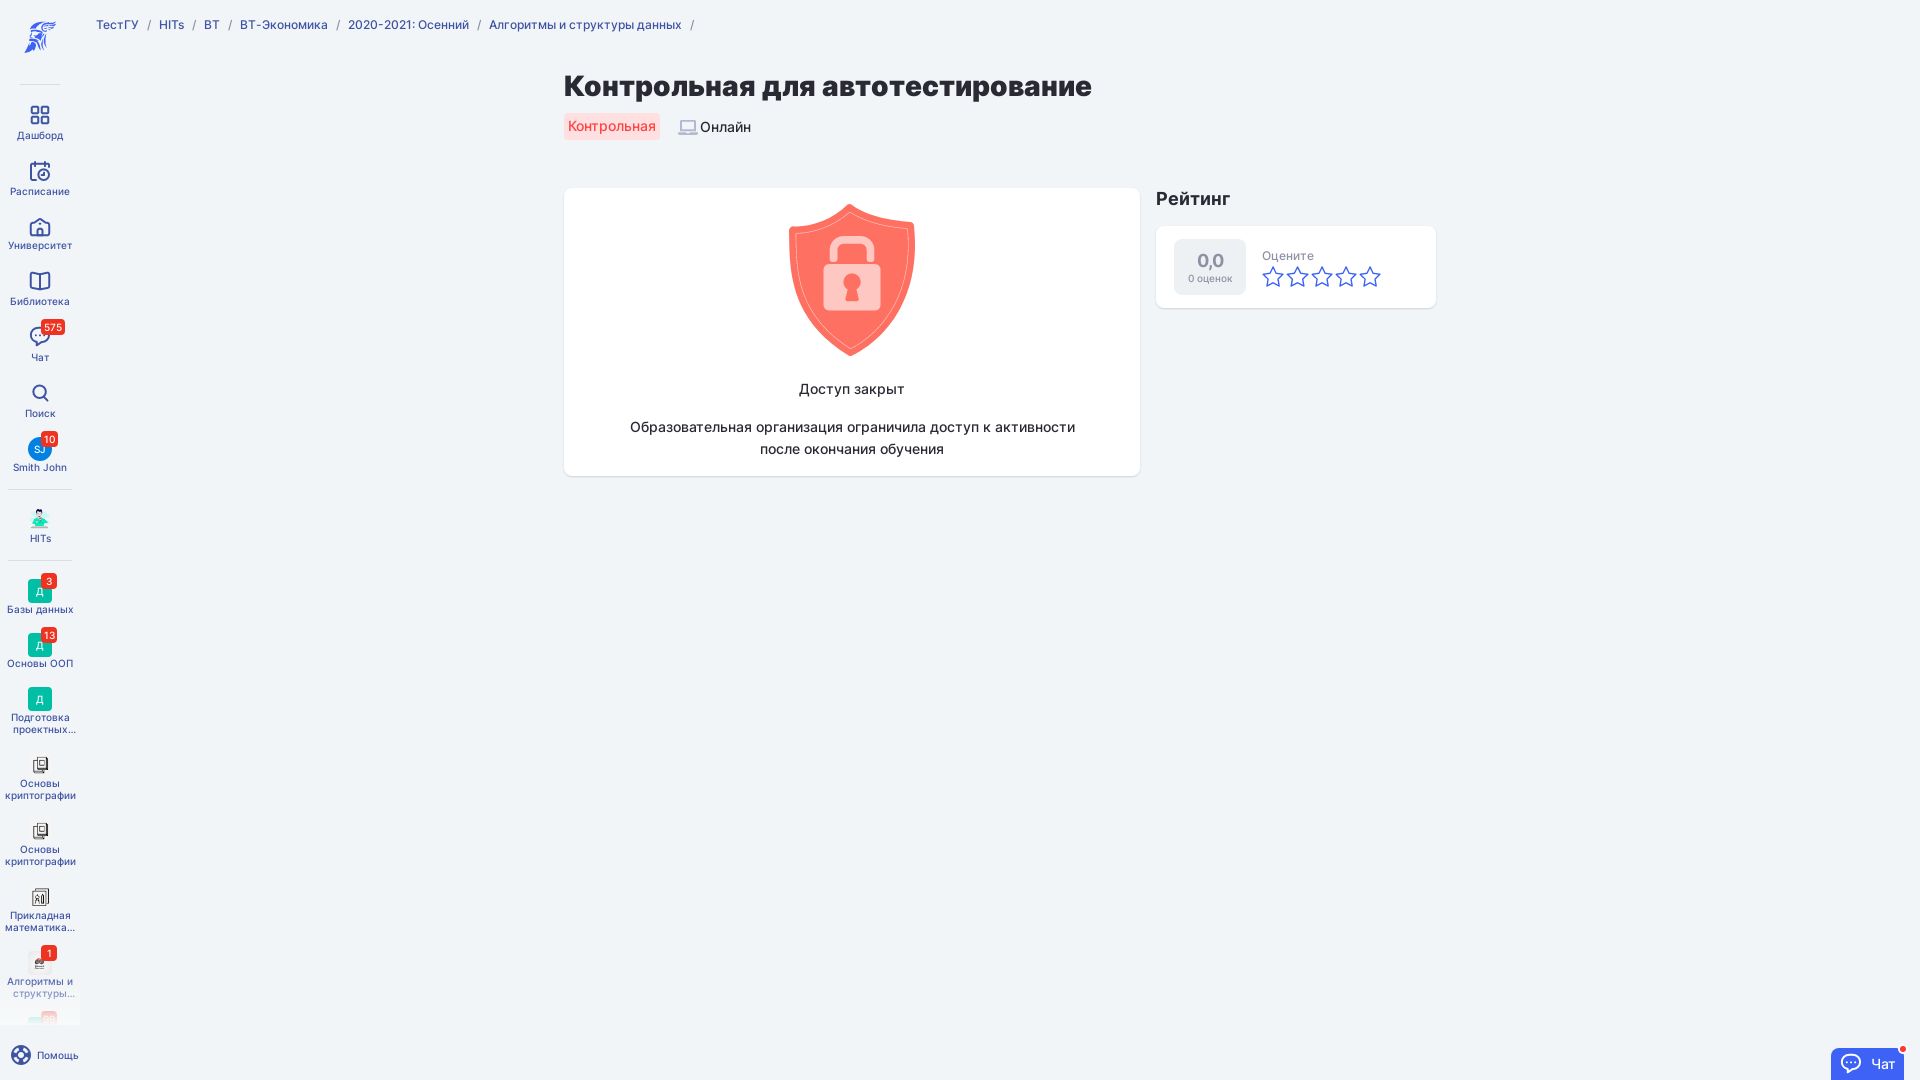 ТестГУ / HITs / ВТ / ВТ-Экономика / 2020-2021: Осенний / Алгоритмы и структуры данных /
Контрольная для автотестирование
Контрольная
Онлайн
Доступ закрыт
Образовательная организация ограничила доступ к активности
после окончания обучения
Рейтинг
0,0
0 оценок
Оцените
Дашборд
Расписание
Университет
Библиотека
575
Чат
Поиск
10
SJ
Smith John
HITs
3
Д
Базы данных
13
Д
Основы ООП
Д
Подготовка
проектных...
Основы
криптографии
Основы
криптографии
Прикладная
математика...
1
Алгоритмы и
структуры...
Помощь
Чат